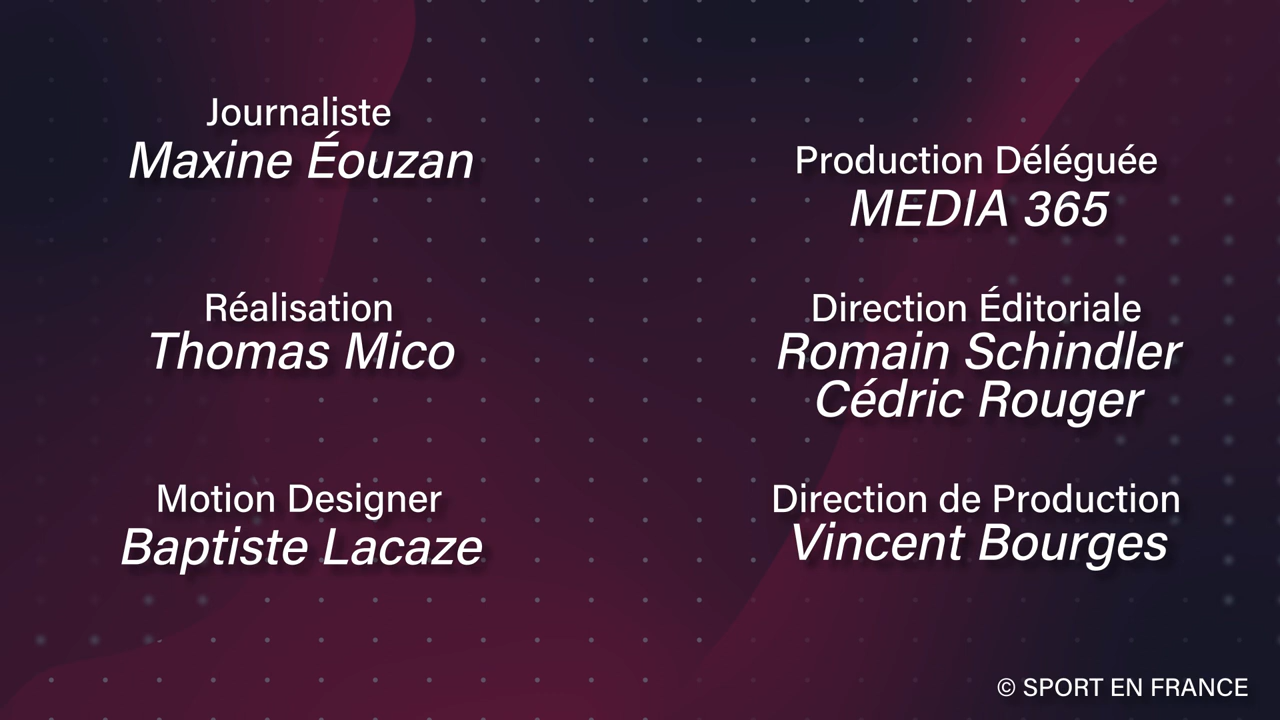 Journaliste
Maxine Éouzan
Réalisation
Thomas Mico
Motion Designer
Baptiste Lacaze
Production Déléguée
MEDIA 365
Direction Éditoriale
Romain Schindler
Cédric Rouger
Direction de Production
Vincent Bourges
© SPORT EN FRANCE